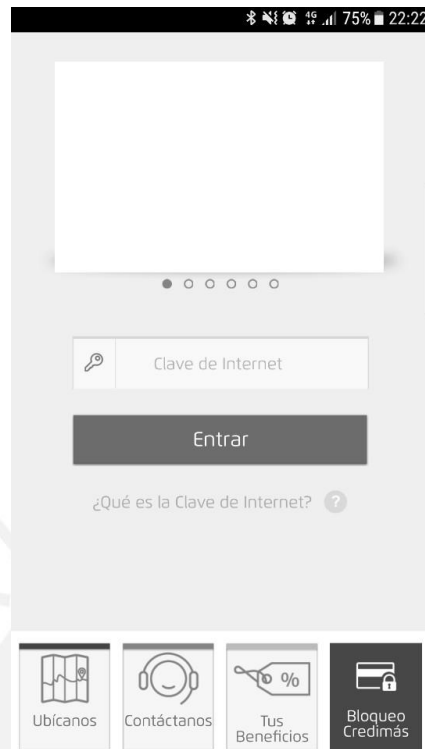 4G 75% 22:22
Clave de Internet
Entrar
¿Qué es la Clave de Internet? ?
%
Ubícanos Contáctanos Tus Bloqueo
Beneficios Credimás